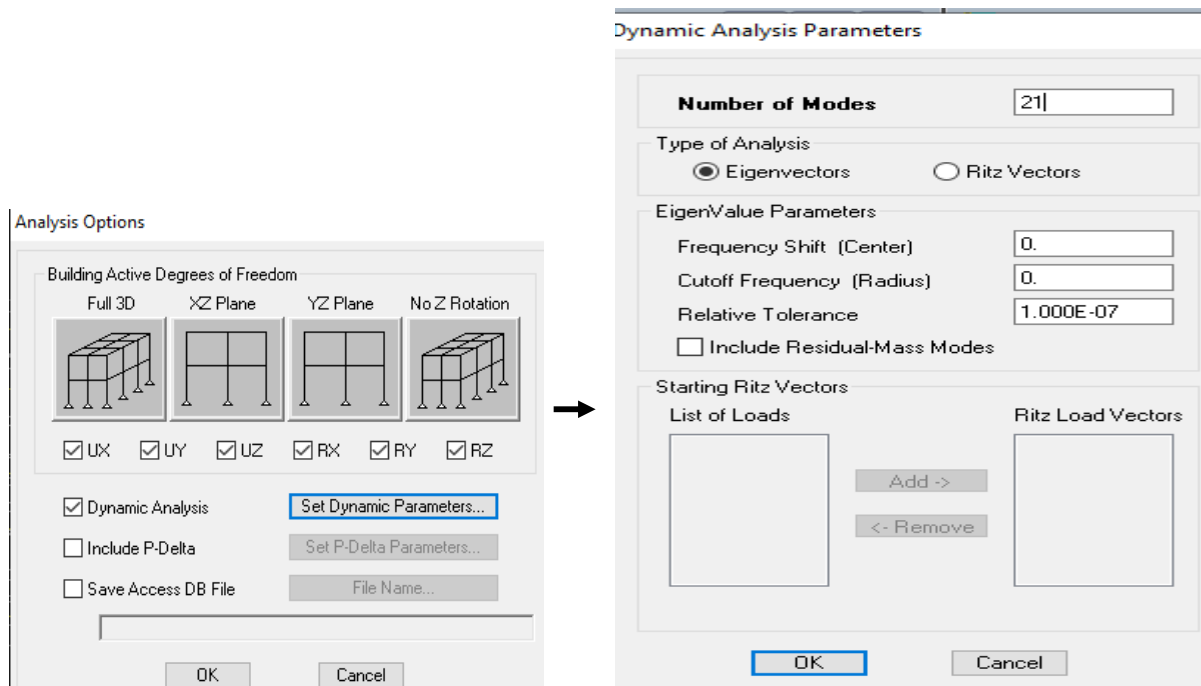 Analysis Options
Building Active Degrees of Freedom
Full 3D XZ Plane YZ Plane No Z Rotation
UX UY UZ RX RY RZ
Dynamic Analysis Set Dynamic Parameters...
Include P-Delta Set P-Delta Parameters...
Save Access DB File File Name...
OK Cancel
Dynamic Analysis Parameters
Number of Modes 21
Type of Analysis
Eigenvectors Ritz Vectors
EigenValue Parameters
Frequency Shift (Center) 0.
Cutoff Frequency (Radius) 0.
Relative Tolerance 1.000E-07
Include Residual-Mass Modes
Starting Ritz Vectors
List of Loads Ritz Load Vectors
Add ->
<- Remove
OK Cancel